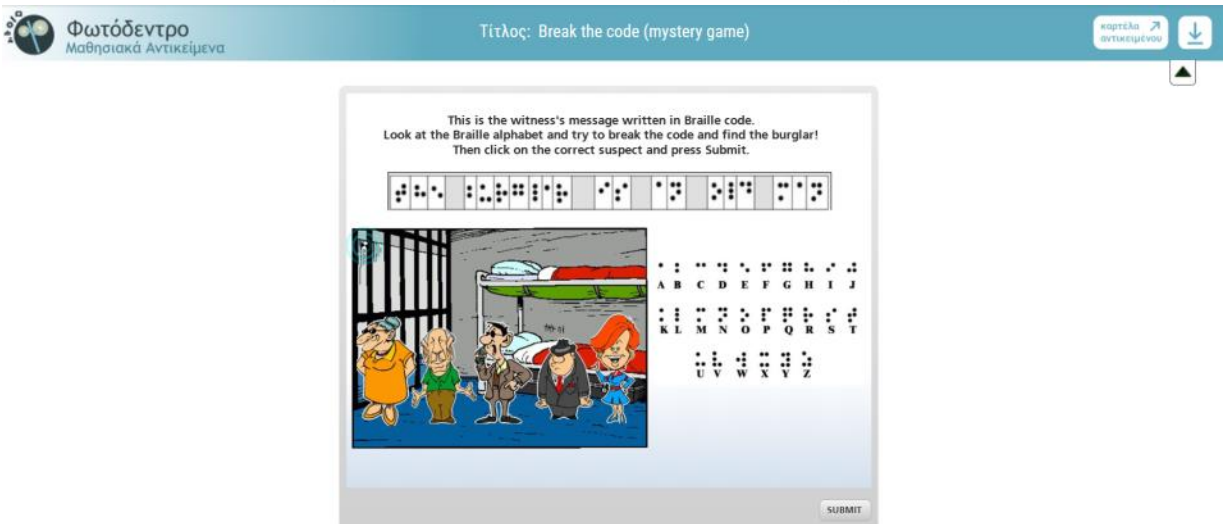 Φωτόδεντρο
Μαθησιακά Αντικείμενα
Τίτλος: Break the code (mystery game)
καρτέλα
αντικειμένου
This is the witness's message written in Braille code.
Look at the Braille alphabet and try to break the code and find the burglar!
Then click on the correct suspect and press Submit.
A B C D E F G H I J
K L M N O P Q R S T
U V W X Y Z
SUBMIT